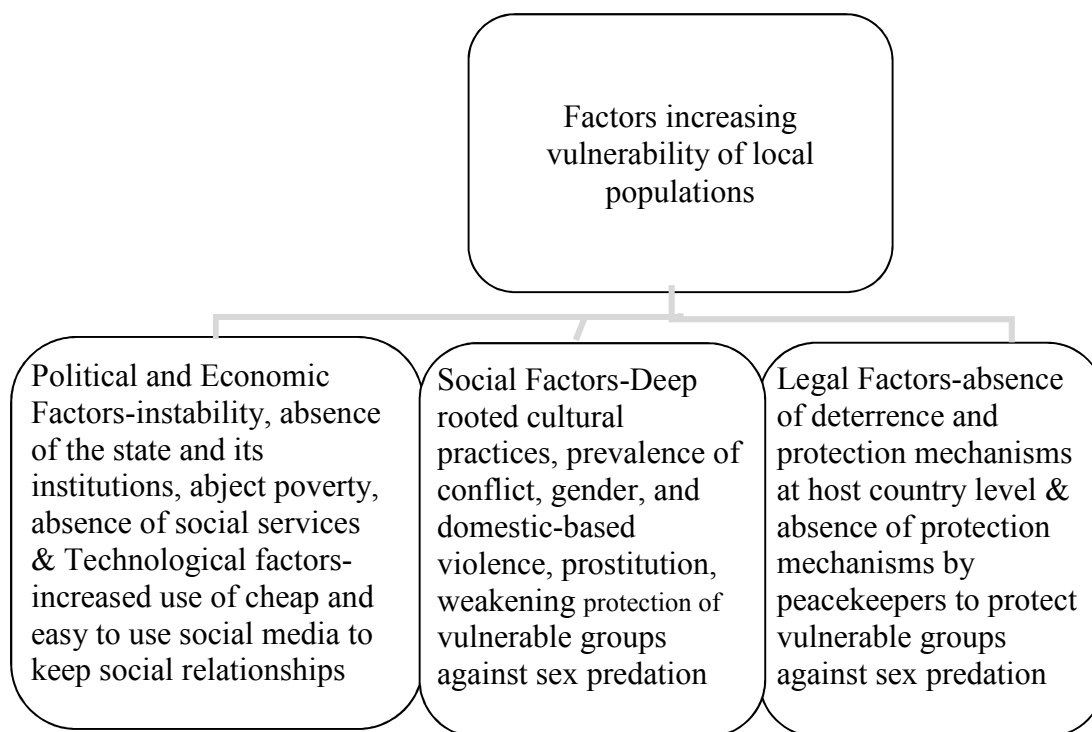 Factors increasing
vulnerability of local
populations
Political and Economic
Factors-instability, absence
of the state and its
institutions, abject poverty,
absence of social services
& Technological factors-
increased use of cheap and
easy to use social media to
keep social relationships
Social Factors-Deep
rooted cultural
practices, prevalence of
conflict, gender, and
domestic-based
violence, prostitution,
weakening protection of
vulnerable groups
against sex predation
Legal Factors-absence
of deterrence and
protection mechanisms
at host country level &
absence of protection
mechanisms by
peacekeepers to protect
vulnerable groups
against sex predation